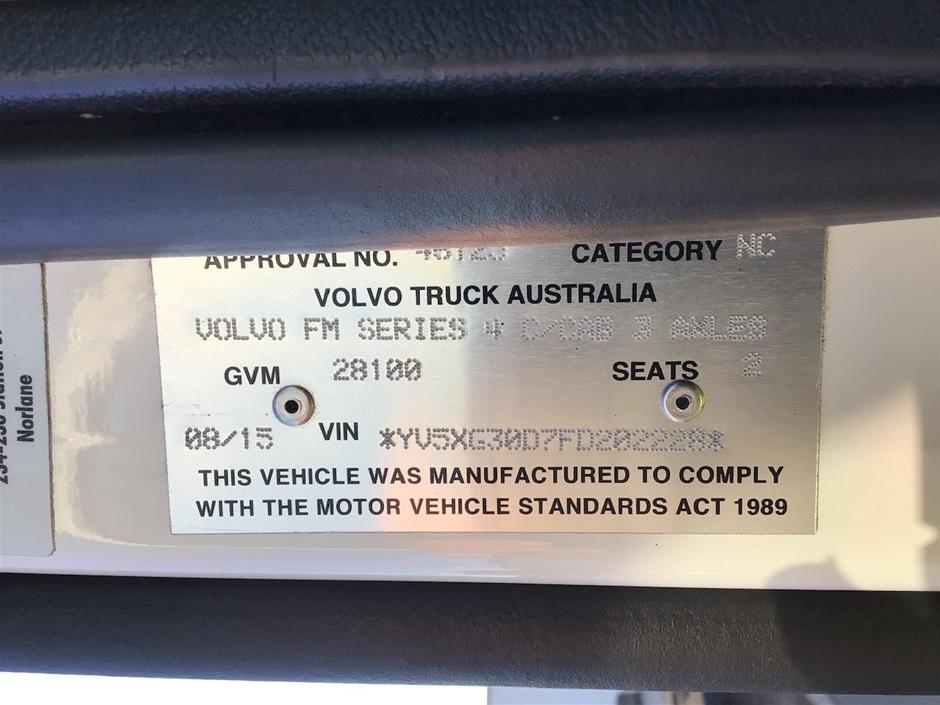 APPROVAL NO. 46123 CATEGORY NC
VOLVO TRUCK AUSTRALIA
VOLVO FM SERIES 4 C/CAB 3 AXLES
GVM 28100 SEATS 2
08/15 VIN *YV5XG30D7FD202228*
THIS VEHICLE WAS MANUFACTURED TO COMPLY
WITH THE MOTOR VEHICLE STANDARDS ACT 1989
Norlane